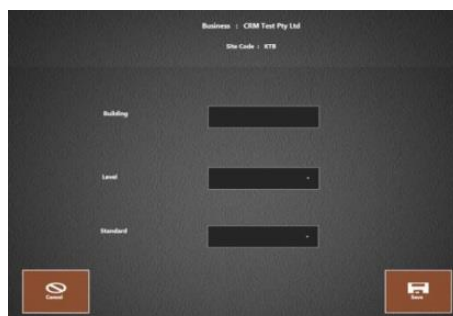 Business : CRM Test Pty Ltd
Site Code : KTB
Building
Level
Standard
Cancel
Save